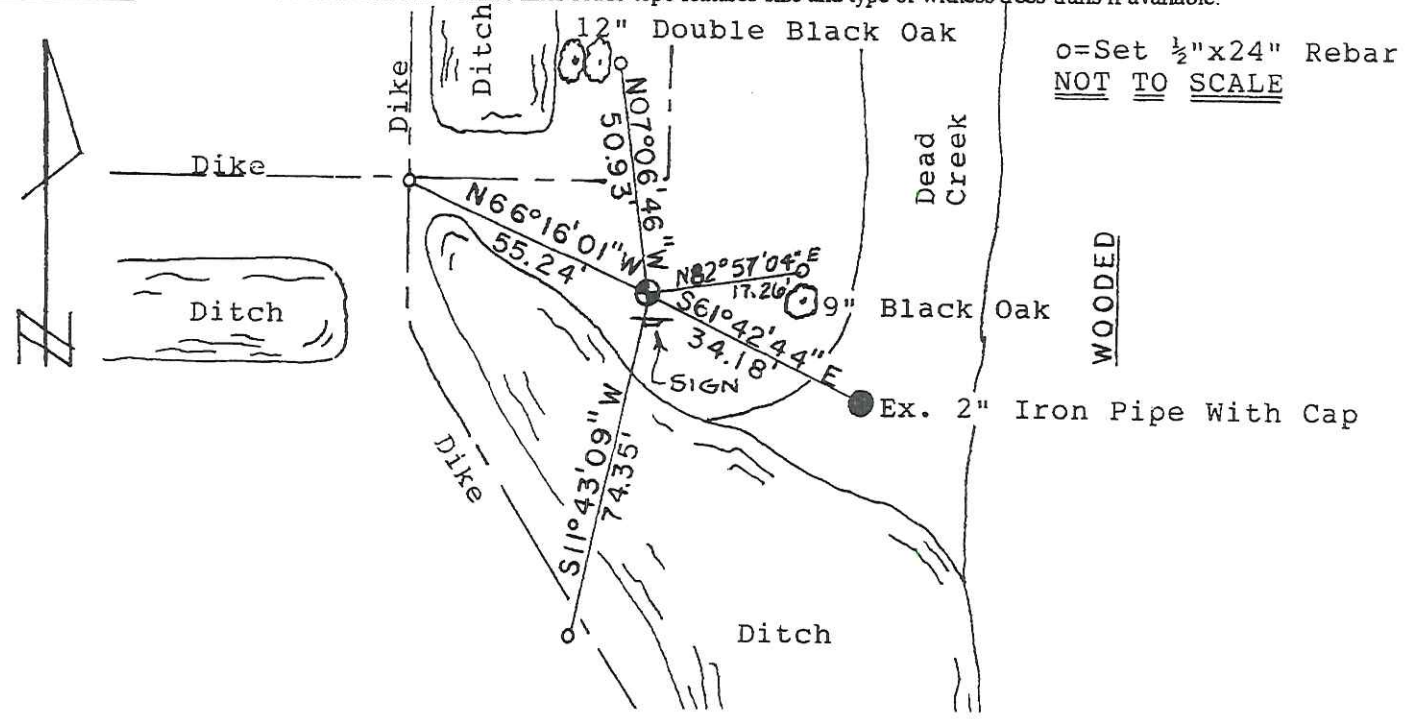 Ditch
12" Double Black Oak
o=Set ½"x24" Rebar
NOT TO SCALE
Dike
Dike
N07°06'46"W
50.93'
Dead
Creek
N66°16'01"W
55.24'
N82°57'04"E
17.26'
9" Black Oak
WOODED
Ditch
S61°42'44"E
34.18'
SIGN
Ex. 2" Iron Pipe With Cap
Dike
S11°43'09"W
74.35'
Ditch
N